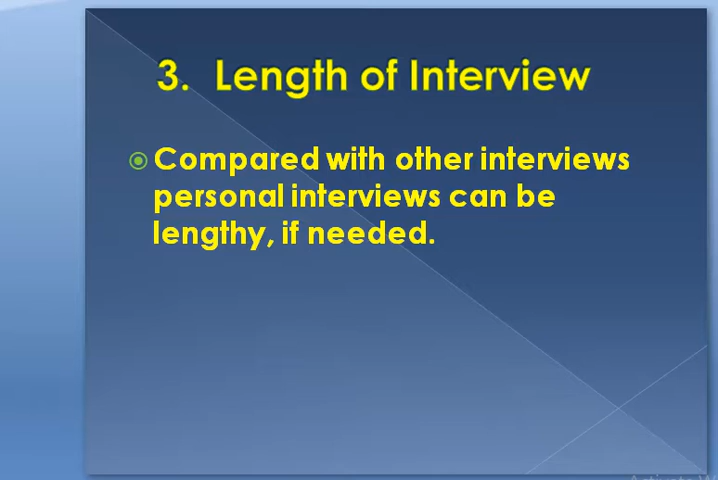 3. Length of Interview
Compared with other interviews
personal interviews can be
lengthy, if needed.